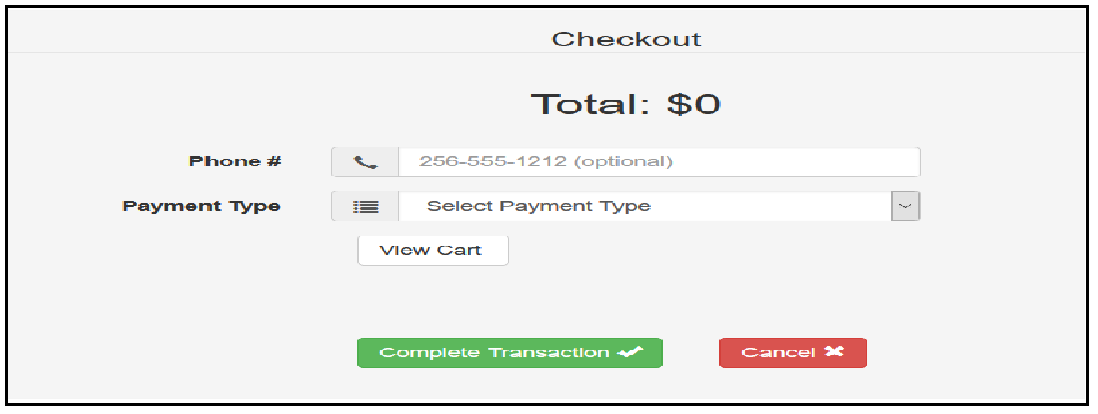 Checkout
Total: $0
Phone # 256-555-1212 (optional)
Payment Type Select Payment Type
View Cart
Complete Transaction Cancel